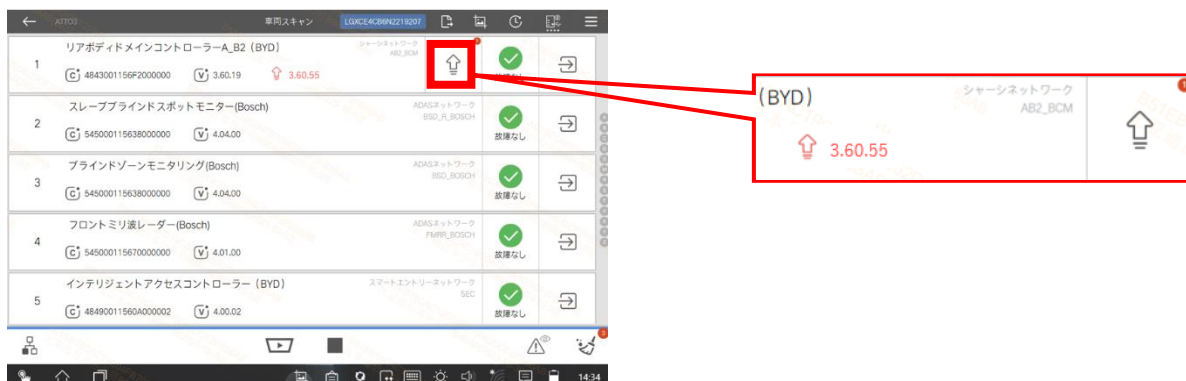 ATTO3
車両スキャン
LGXCE4CB6N2219207
1
リアボディドメインコントローラーA_B2（BYD）
シャーシネットワーク
AB2_BCM
C 4843001156F2000000
V 3.60.19
3.60.55
故障なし
2
スレーブブラインドスポットモニター(Bosch)
ADASネットワーク
BSD_R_BOSCH
C 545000115638000000
V 4.04.00
故障なし
3
ブラインドゾーンモニタリング(Bosch)
ADASネットワーク
BSD_BOSCH
C 545000115638000000
V 4.04.00
故障なし
4
フロントミリ波レーダー(Bosch)
ADASネットワーク
FMRR_BOSCH
C 545000115670000000
V 4.01.00
故障なし
5
インテリジェントアクセスコントローラー（BYD）
スマートエントリーネットワーク
SEC
C 48490011560A000002
V 4.00.02
故障なし
14:34
(BYD)
シャーシネットワーク
AB2_BCM
3.60.55